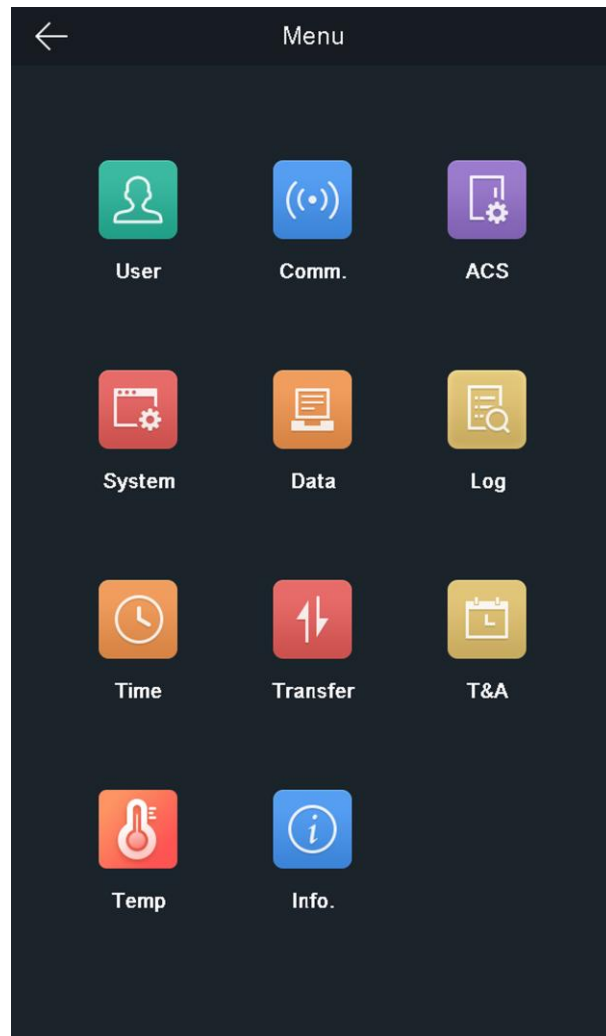 Menu
User Comm. ACS
System Data Log
Time Transfer T&A
Temp Info.